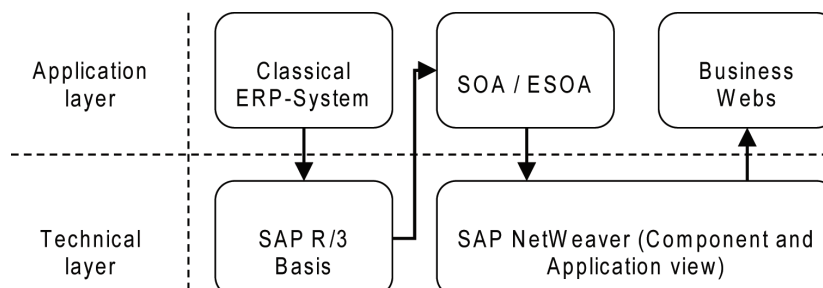 Application
layer
Classical
ERP-System
SOA / ESOA
Business
Webs
Technical
layer
SAP R/3
Basis
SAP NetWeaver (Component and
Application view)